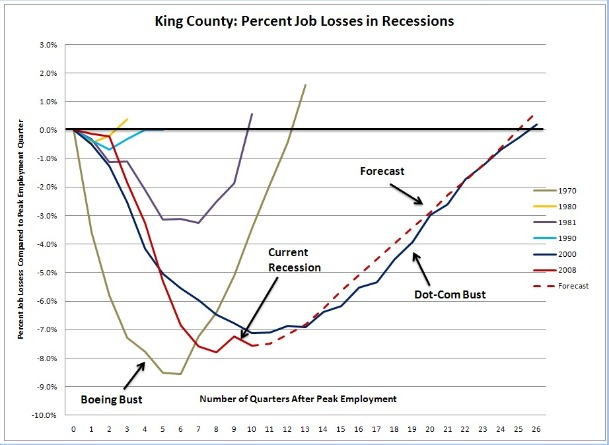 King County: Percent Job Losses in Recessions
Percent Job Lossess Compared to Peak Employment Quarter
3.0%
2.0%
1.0%
0.0%
-1.0%
-2.0%
-3.0%
-4.0%
-5.0%
-6.0%
-7.0%
-8.0%
-9.0%
-10.0%
Forecast
Current
Recession
Dot-Com Bust
Boeing Bust
1970
1980
1981
1990
2000
2008
Forecast
Number of Quarters After Peak Employment
0 1 2 3 4 5 6 7 8 9 10 11 12 13 14 15 16 17 18 19 20 21 22 23 24 25 26